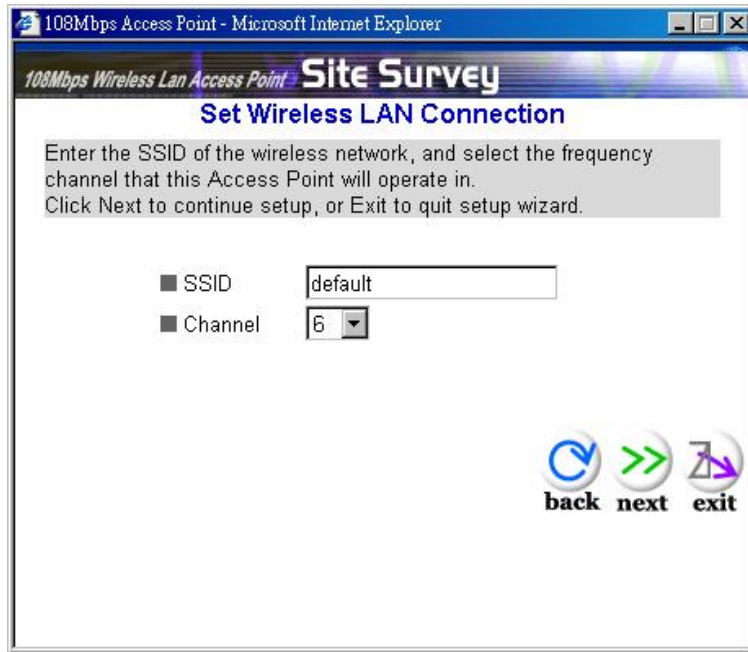 108Mbps Access Point - Microsoft Internet Explorer
108Mbps Wireless Lan Access Point Site Survey
Set Wireless LAN Connection
Enter the SSID of the wireless network, and select the frequency
channel that this Access Point will operate in.
Click Next to continue setup, or Exit to quit setup wizard.
SSID default
Channel 6
back next exit